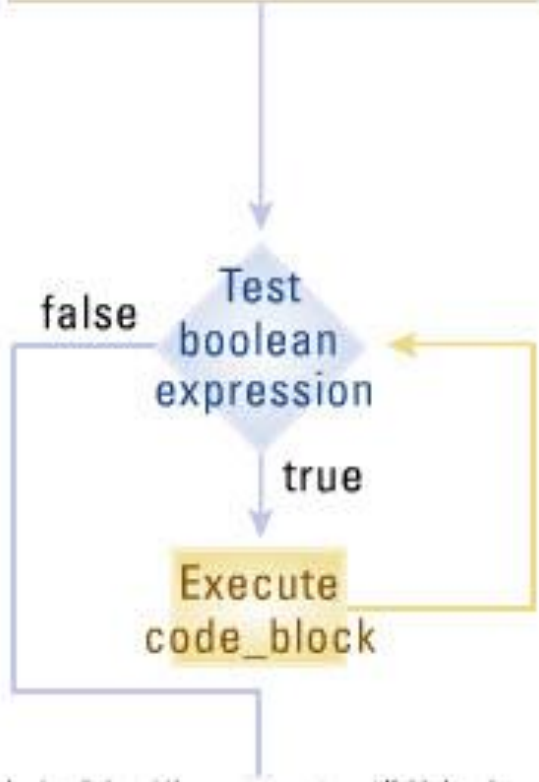 Test
boolean
expression
false
true
Execute
code_block